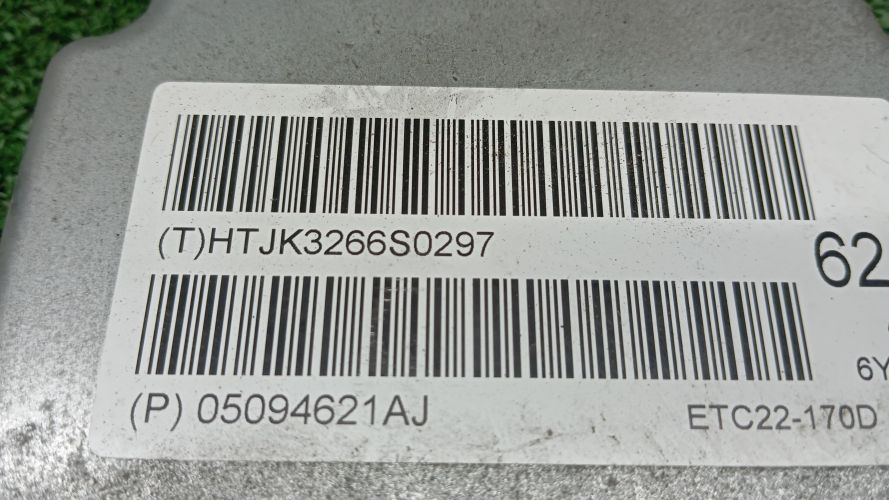 (T)HTJK3266S0297
62
6Y
(P) 05094621AJ
ETC22-170D